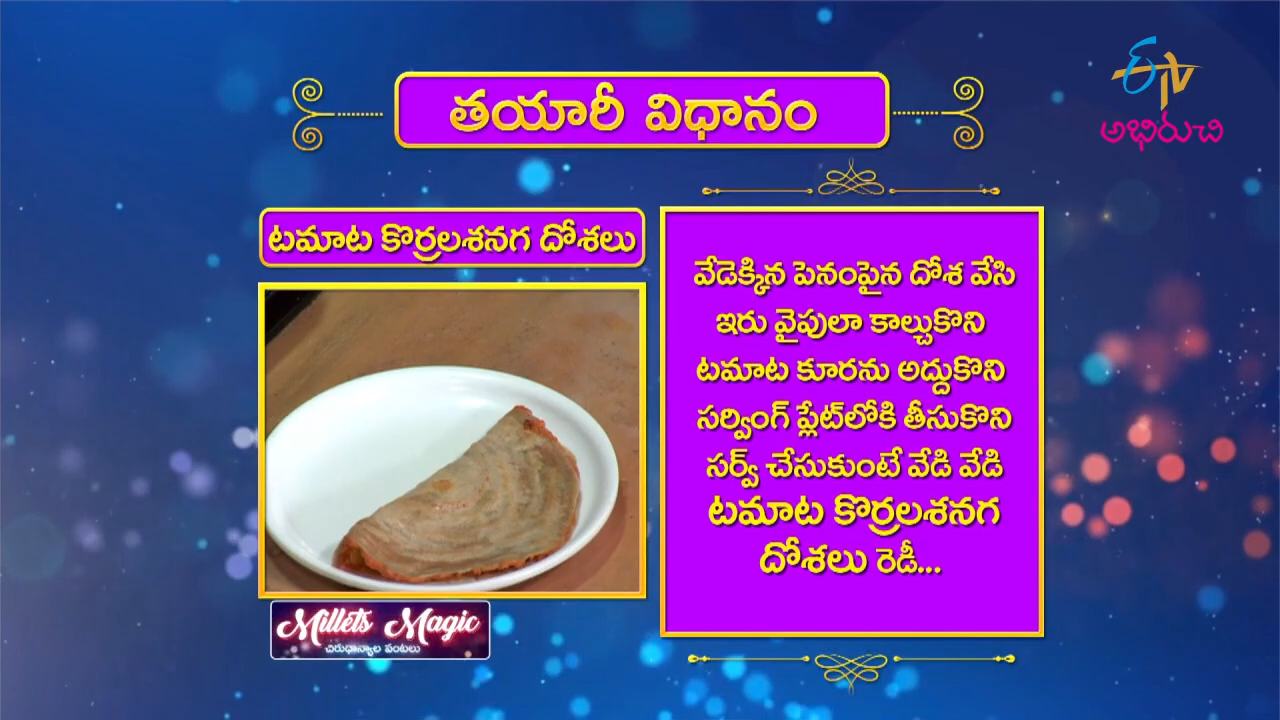 తయారీ విధానం
ETV
అభిరుచి
టమాట కొర్రలశనగ దోశలు
వేడెక్కిన పెనంపైన దోశ వేసి
ఇరు వైపులా కాల్చుకొని
టమాట కూరను అద్దుకొని
సర్వింగ్ ప్లేట్‌లోకి తీసుకొని
సర్వ్ చేసుకుంటే వేడి వేడి
టమాట కొర్రలశనగ
దోశలు రెడీ...
Millets Magic
చిరుధాన్యాల వంటలు